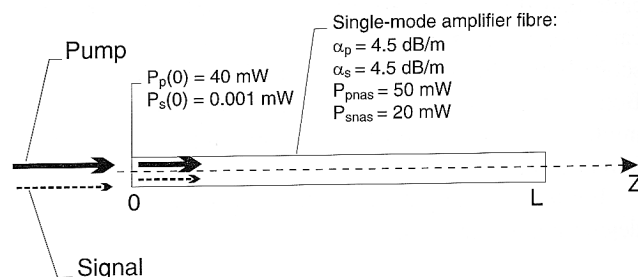 Single-mode amplifier fibre:
Pump
αp = 4.5 dB/m
Pp(0) = 40 mW
αs = 4.5 dB/m
Ps(0) = 0.001 mW
Ppnas = 50 mW
Psnas = 20 mW
0
L
Z
Signal